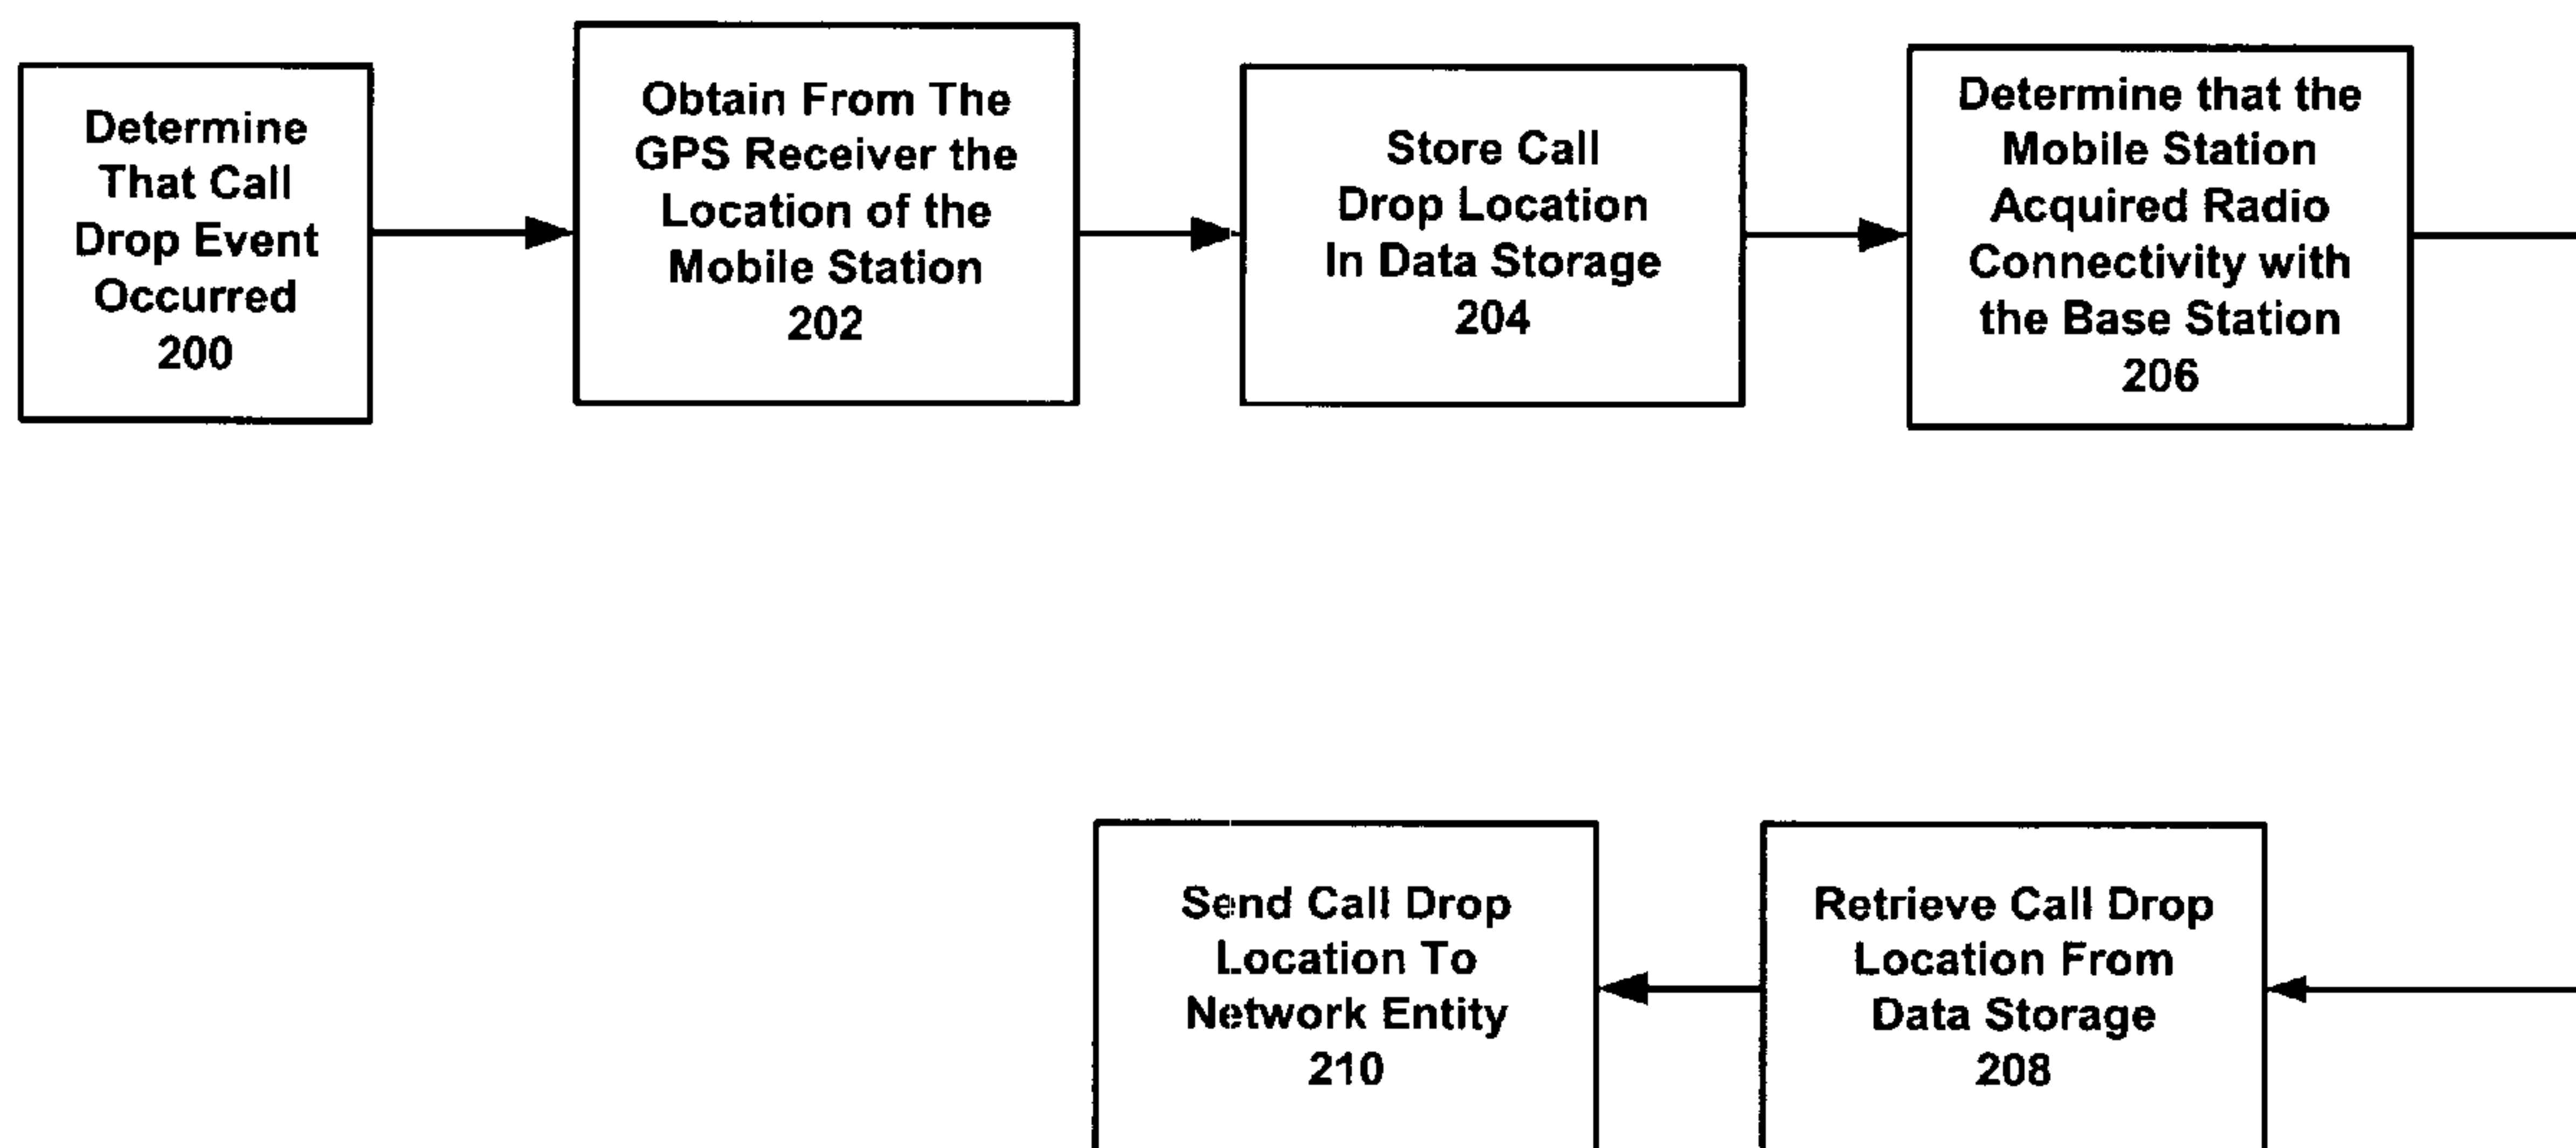 Determine
That Call
Drop Event
Occurred
200
Obtain From The
GPS Receiver the
Location of the
Mobile Station
202
Store Call
Drop Location
In Data Storage
204
Determine that the
Mobile Station
Acquired Radio
Connectivity with
the Base Station
206
Retrieve Call Drop
Location From
Data Storage
208
Send Call Drop
Location To
Network Entity
210